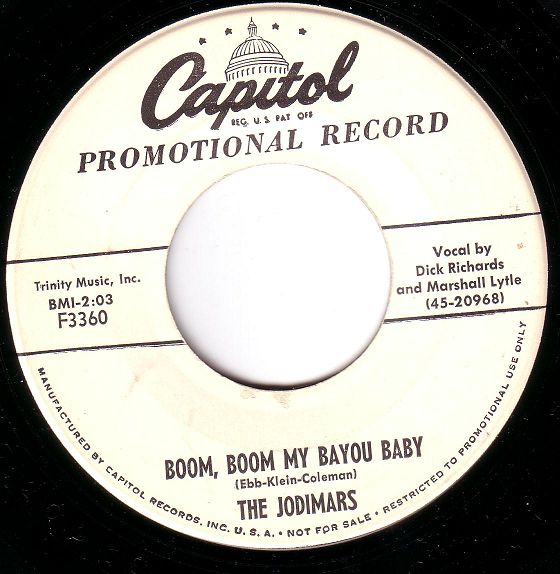 Capitol
REG. U.S. PAT. OFF.
PROMOTIONAL RECORD
Trinity Music, Inc.
BMI-2:03
F3360
Vocal by
Dick Richards
and Marshall Lytle
(45-20968)
BOOM, BOOM MY BAYOU BABY
(Ebb-Klein-Coleman)
THE JODIMARS
MANUFACTURED BY CAPITOL RECORDS, INC. U.S.A. • NOT FOR SALE • RESTRICTED TO PROMOTIONAL USE ONLY